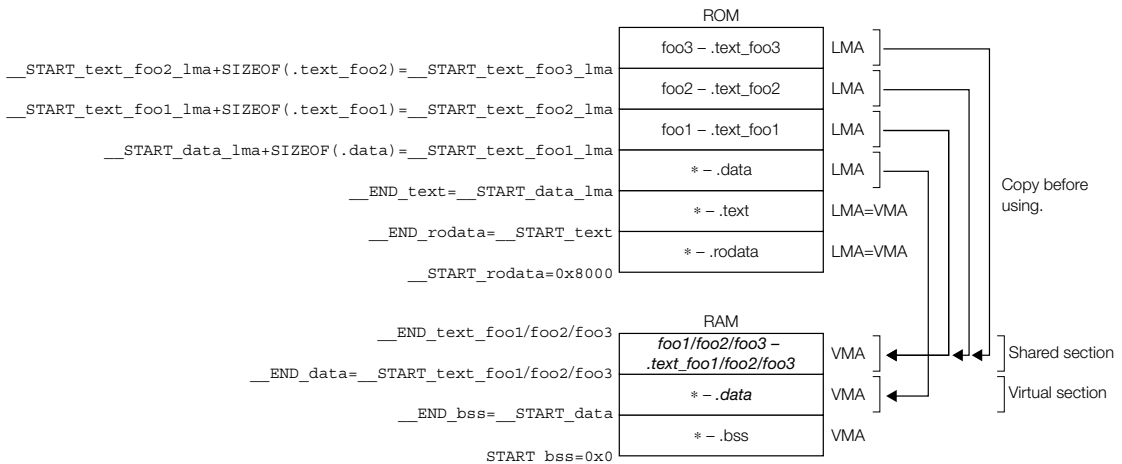 ROM
foo3 – .text_foo3 LMA
__START_text_foo2_lma+SIZEOF(.text_foo2)=__START_text_foo3_lma
foo2 – .text_foo2 LMA
__START_text_foo1_lma+SIZEOF(.text_foo1)=__START_text_foo2_lma
foo1 – .text_foo1 LMA
__START_data_lma+SIZEOF(.data)=__START_text_foo1_lma
∗ – .data LMA
Copy before
using.
__END_text=__START_data_lma
∗ – .text LMA=VMA
__END_rodata=__START_text
∗ – .rodata LMA=VMA
__START_rodata=0x8000
RAM
__END_text_foo1/foo2/foo3
foo1/foo2/foo3 –
.text_foo1/foo2/foo3
VMA
Shared section
__END_data=__START_text_foo1/foo2/foo3
∗ – .data VMA
Virtual section
__END_bss=__START_data
∗ – .bss VMA
START bss=0x0